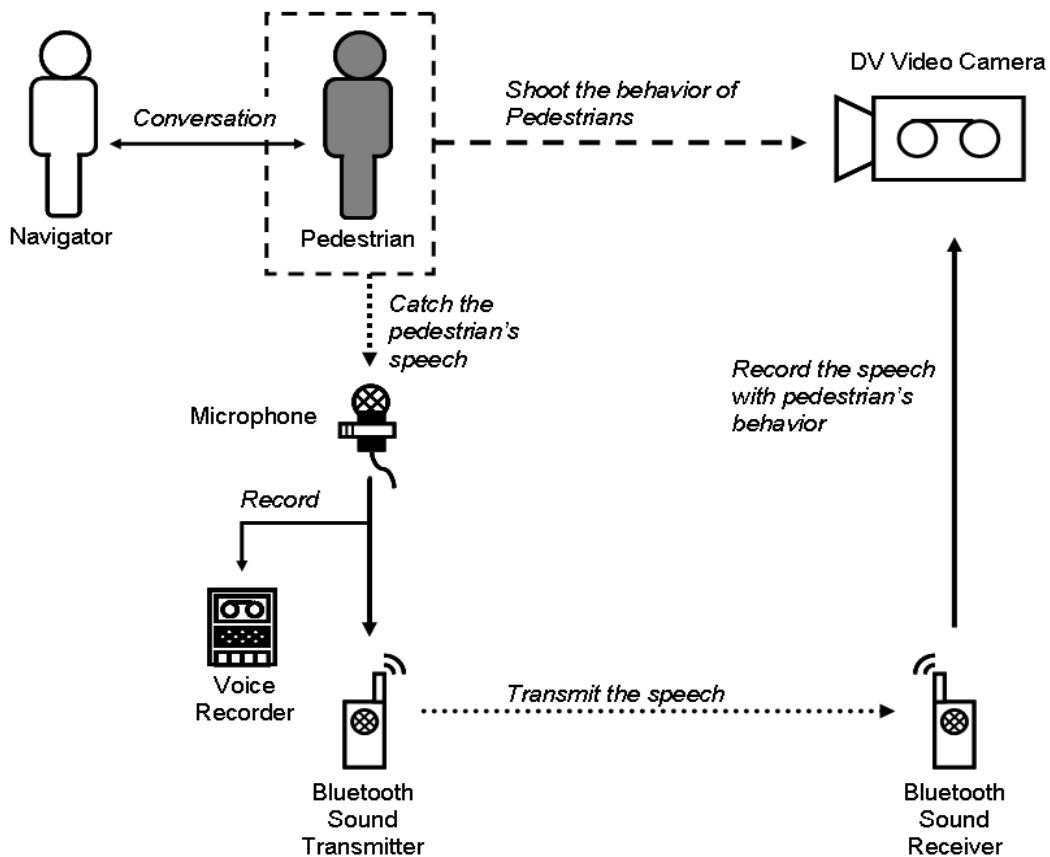 DV Video Camera
Shoot the behavior of
Pedestrians
Conversation
Navigator
Pedestrian
Catch the
pedestrian's
speech
Record the speech
with pedestrian's
behavior
Microphone
Record
Voice
Recorder
Transmit the speech
Bluetooth
Sound
Transmitter
Bluetooth
Sound
Receiver